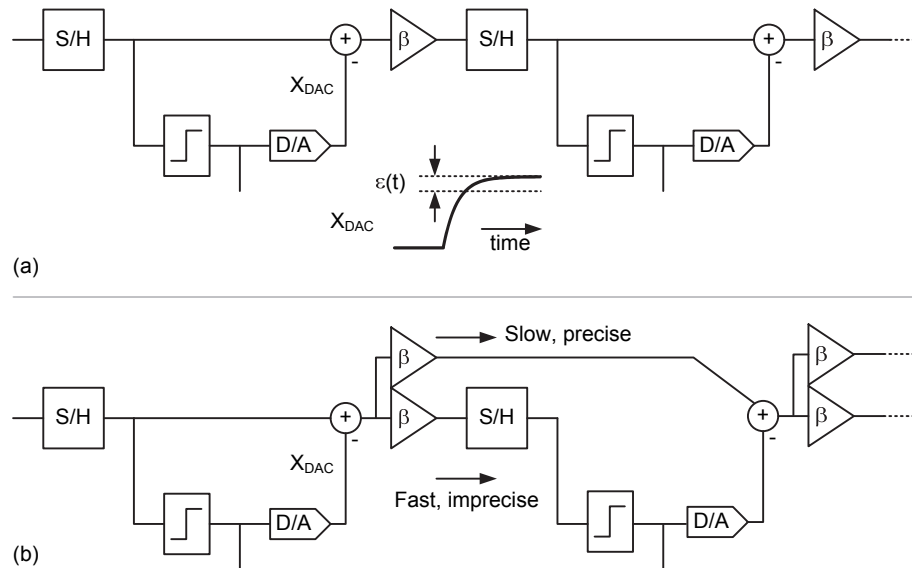 S/H
+
-
β
S/H
+
-
β
X_DAC
D/A
D/A
ε(t)
X_DAC
time
(a)
β
Slow, precise
β
S/H
+
-
β
S/H
+
-
β
β
X_DAC
Fast, imprecise
D/A
D/A
(b)